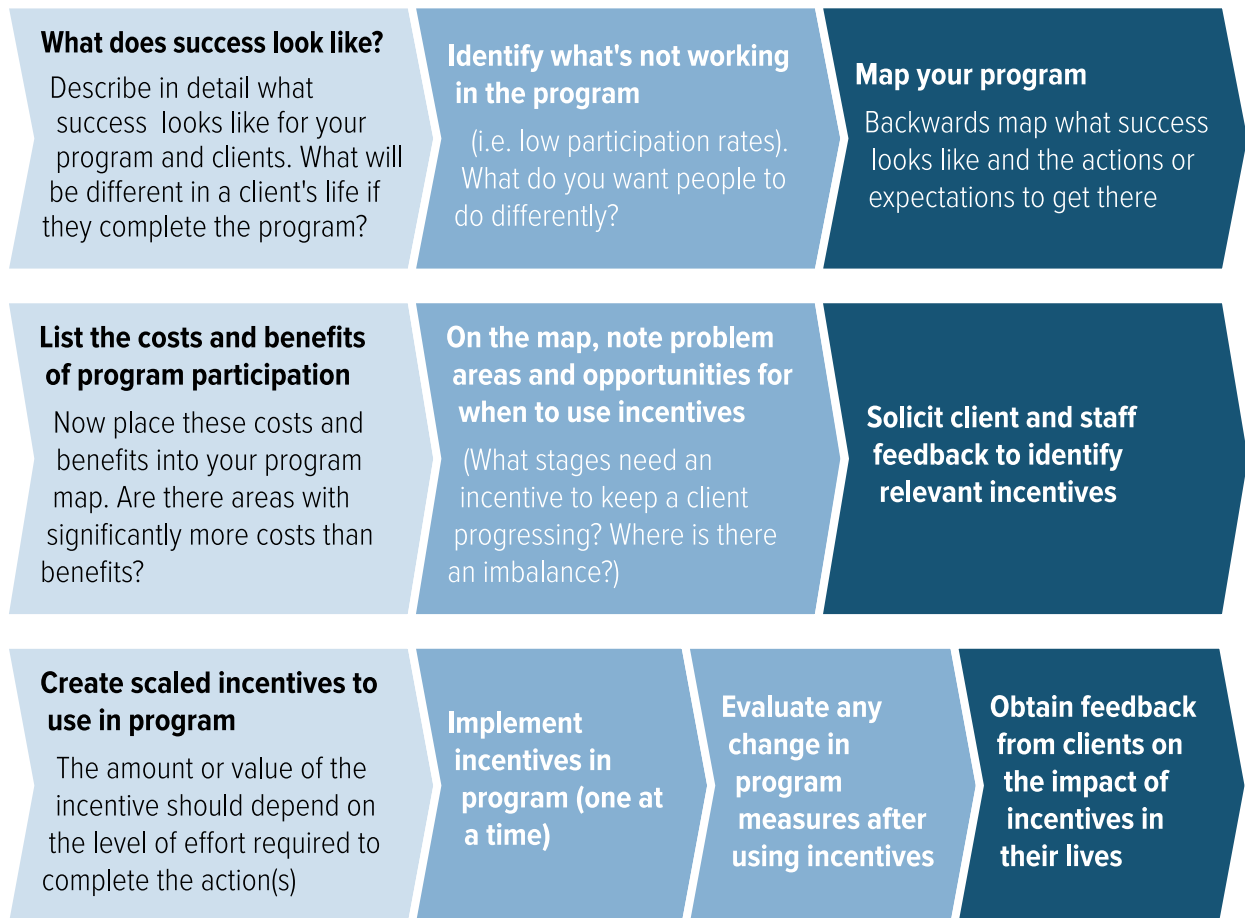 What does success look like?
Describe in detail what
success looks like for your
program and clients. What will
be different in a client's life if
they complete the program?
Identify what's not working
in the program
(i.e. low participation rates).
What do you want people to
do differently?
Map your program
Backwards map what success
looks like and the actions or
expectations to get there
List the costs and benefits
of program participation
Now place these costs and
benefits into your program
map. Are there areas with
significantly more costs than
benefits?
On the map, note problem
areas and opportunities for
when to use incentives
(What stages need an
incentive to keep a client
progressing? Where is there
an imbalance?)
Solicit client and staff
feedback to identify
relevant incentives
Create scaled incentives to
use in program
The amount or value of the
incentive should depend on
the level of effort required to
complete the action(s)
Implement
incentives in
program (one at
a time)
Evaluate any
change in
program
measures after
using incentives
Obtain feedback
from clients on
the impact of
incentives in
their lives